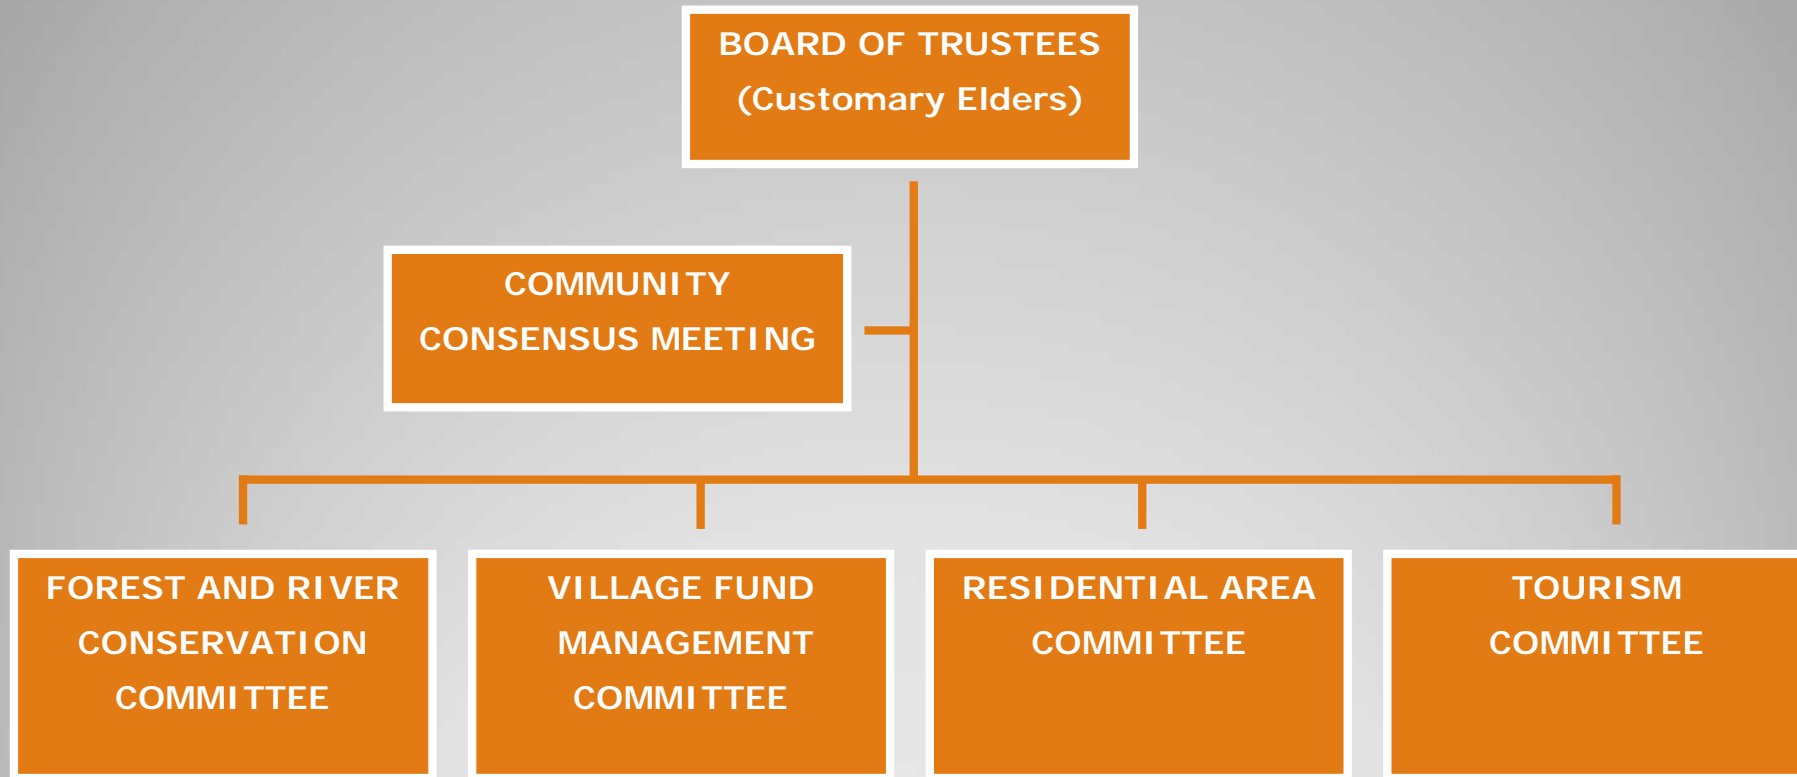 BOARD OF TRUSTEES
(Customary Elders)
COMMUNITY
CONSENSUS MEETING
FOREST AND RIVER
CONSERVATION
COMMITTEE
VILLAGE FUND
MANAGEMENT
COMMITTEE
RESIDENTIAL AREA
COMMITTEE
TOURISM
COMMITTEE